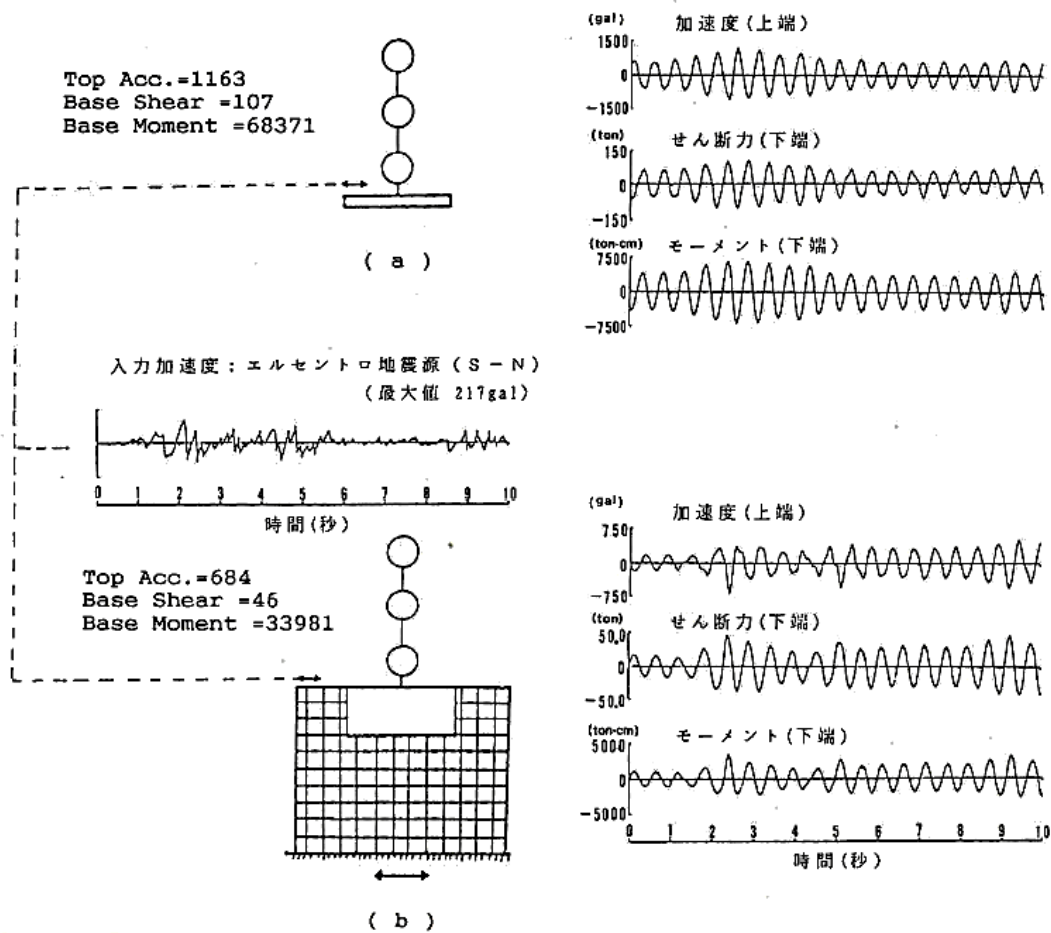 Top Acc.=1163
Base Shear =107
Base Moment =68371
( a )
入力加速度；エルセントロ地震源 (S－N)
(最大値 217gal)
0 1 2 3 4 5 6 7 8 9 10
時間(秒)
Top Acc.=684
Base Shear =46
Base Moment =33981
( b )
(gal) 加速度(上端)
1500
0
－1500
(ton) せん断力(下端)
150
0
－150
(ton-cm) モーメント(下端)
7500
0
－7500
(gal) 加速度(上端)
750
0
－750
(ton) せん断力(下端)
50.0
0
－50.0
(ton-cm) モーメント(下端)
5000
0
－5000
0 1 2 3 4 5 6 7 8 9 10
時間(秒)